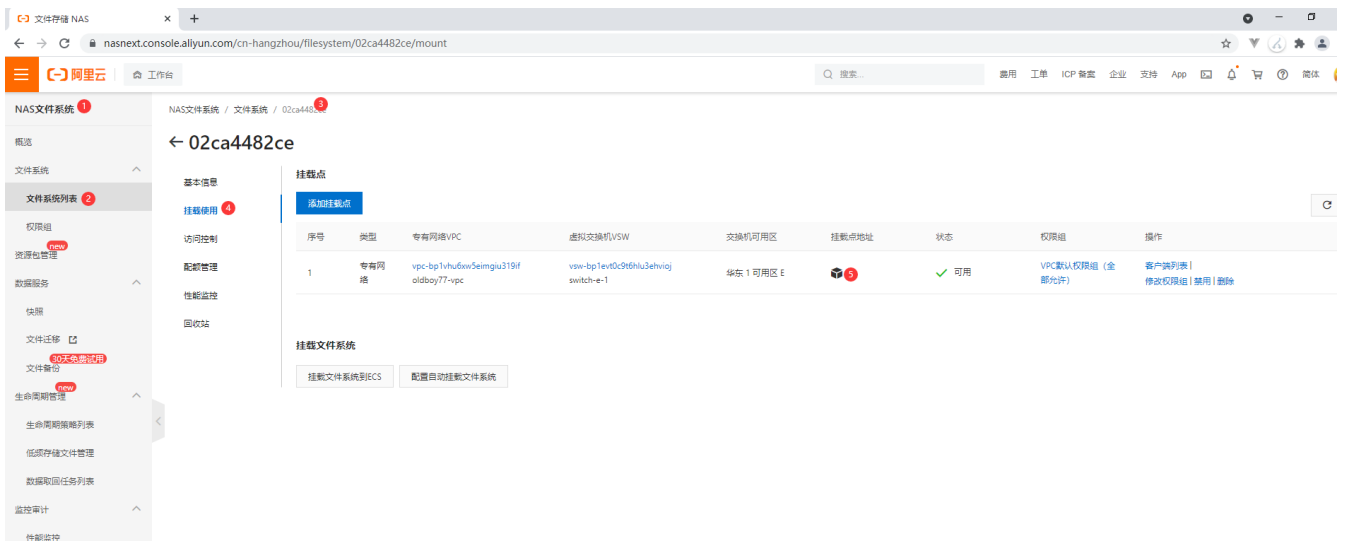 文件存储 NAS
nasnext.console.aliyun.com/cn-hangzhou/filesystem/02ca4482ce/mount
阿里云 工作台 搜索... 费用 工单 ICP 备案 企业 支持 App 简体
NAS文件系统 1
概览
文件系统
文件系统列表 2
权限组
new
资源包管理
数据服务
快照
文件迁移
30天免费试用
文件备份
new
生命周期管理
生命周期策略列表
低频存储文件管理
数据取回任务列表
监控审计
性能监控
NAS文件系统 / 文件系统 / 02ca4482ce 3
02ca4482ce
基本信息
挂载使用 4
访问控制
配额管理
性能监控
回收站
挂载点
添加挂载点
序号 类型 专有网络VPC 虚拟交换机VSW 交换机可用区 挂载点地址 状态 权限组 操作
1 专有网络 vpc-bp1vhu6xw5eimgiu319if vsw-bp1evt0c9t6hlu3ehvioj 华东 1 可用区 E 5 可用 VPC默认权限组（全部允许） 客户端列表 |
oldboy77-vpc switch-e-1 修改权限组 | 禁用 | 删除
挂载文件系统
挂载文件系统到ECS 配置自动挂载文件系统